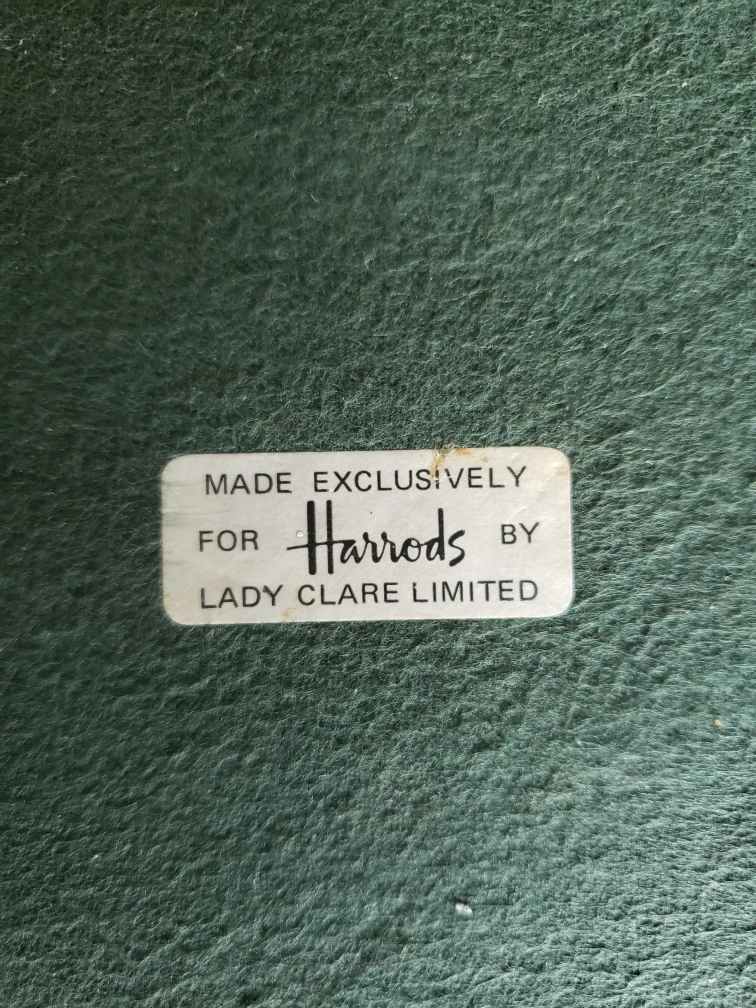 MADE EXCLUSIVELY
FOR Harrods BY
LADY CLARE LIMITED